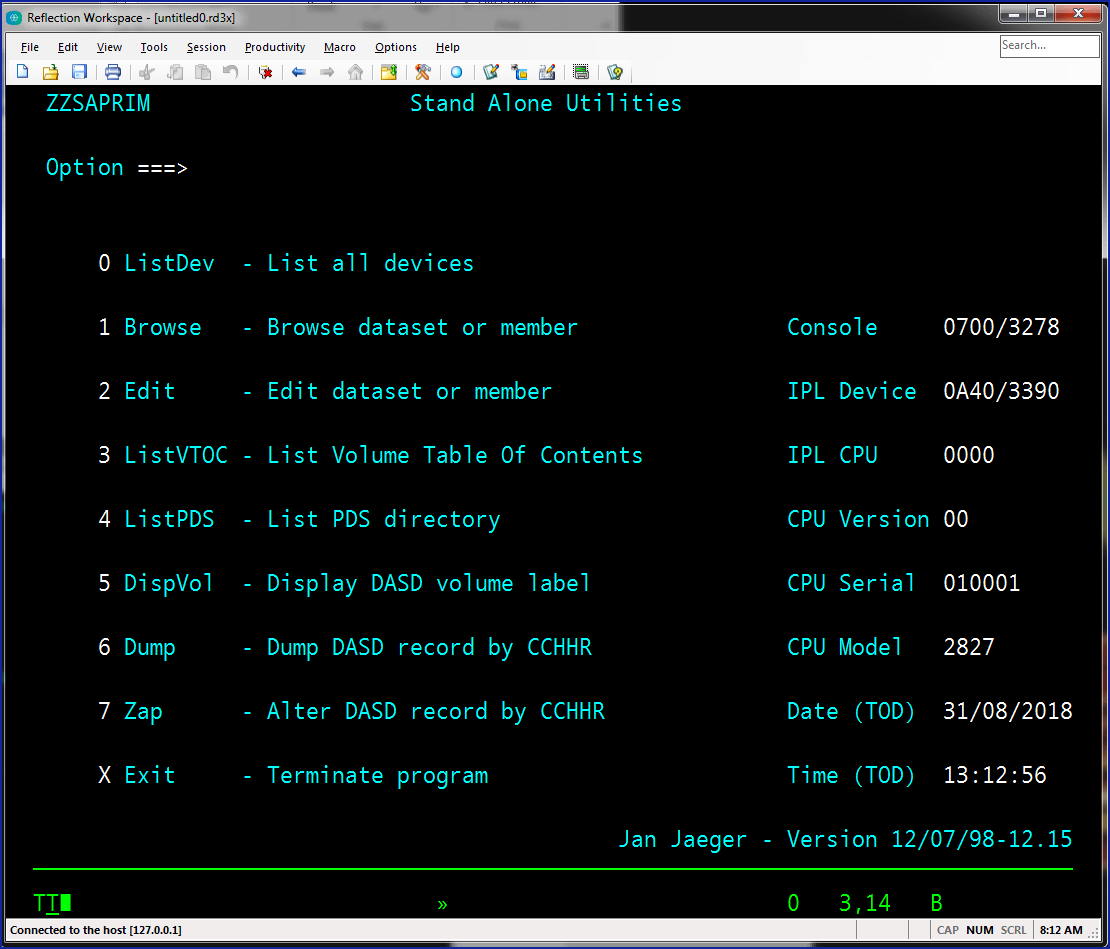 Reflection Workspace - [untitled0.rd3x]
File Edit View Tools Session Productivity Macro Options Help
Search...
ZZSAPRIM Stand Alone Utilities
Option ===>
0 ListDev - List all devices
1 Browse - Browse dataset or member Console 0700/3278
2 Edit - Edit dataset or member IPL Device 0A40/3390
3 ListVTOC - List Volume Table Of Contents IPL CPU 0000
4 ListPDS - List PDS directory CPU Version 00
5 DispVol - Display DASD volume label CPU Serial 010001
6 Dump - Dump DASD record by CCHHR CPU Model 2827
7 Zap - Alter DASD record by CCHHR Date (TOD) 31/08/2018
X Exit - Terminate program Time (TOD) 13:12:56
Jan Jaeger - Version 12/07/98-12.15
TT » 0 3,14 B
Connected to the host [127.0.0.1] CAP NUM SCRL 8:12 AM